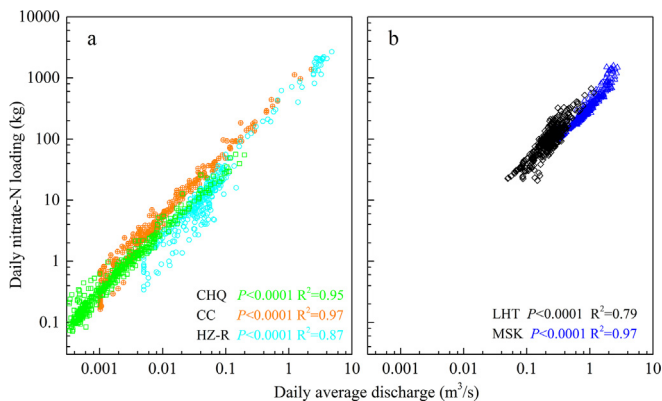 10000
1000
100
10
1
0.1
Daily nitrate-N loading (kg)
a
CHQ P<0.0001 R²=0.95
CC P<0.0001 R²=0.97
HZ-R P<0.0001 R²=0.87
0.001 0.01 0.1 1 10
b
LHT P<0.0001 R²=0.79
MSK P<0.0001 R²=0.97
0.001 0.01 0.1 1 10
Daily average discharge (m³/s)